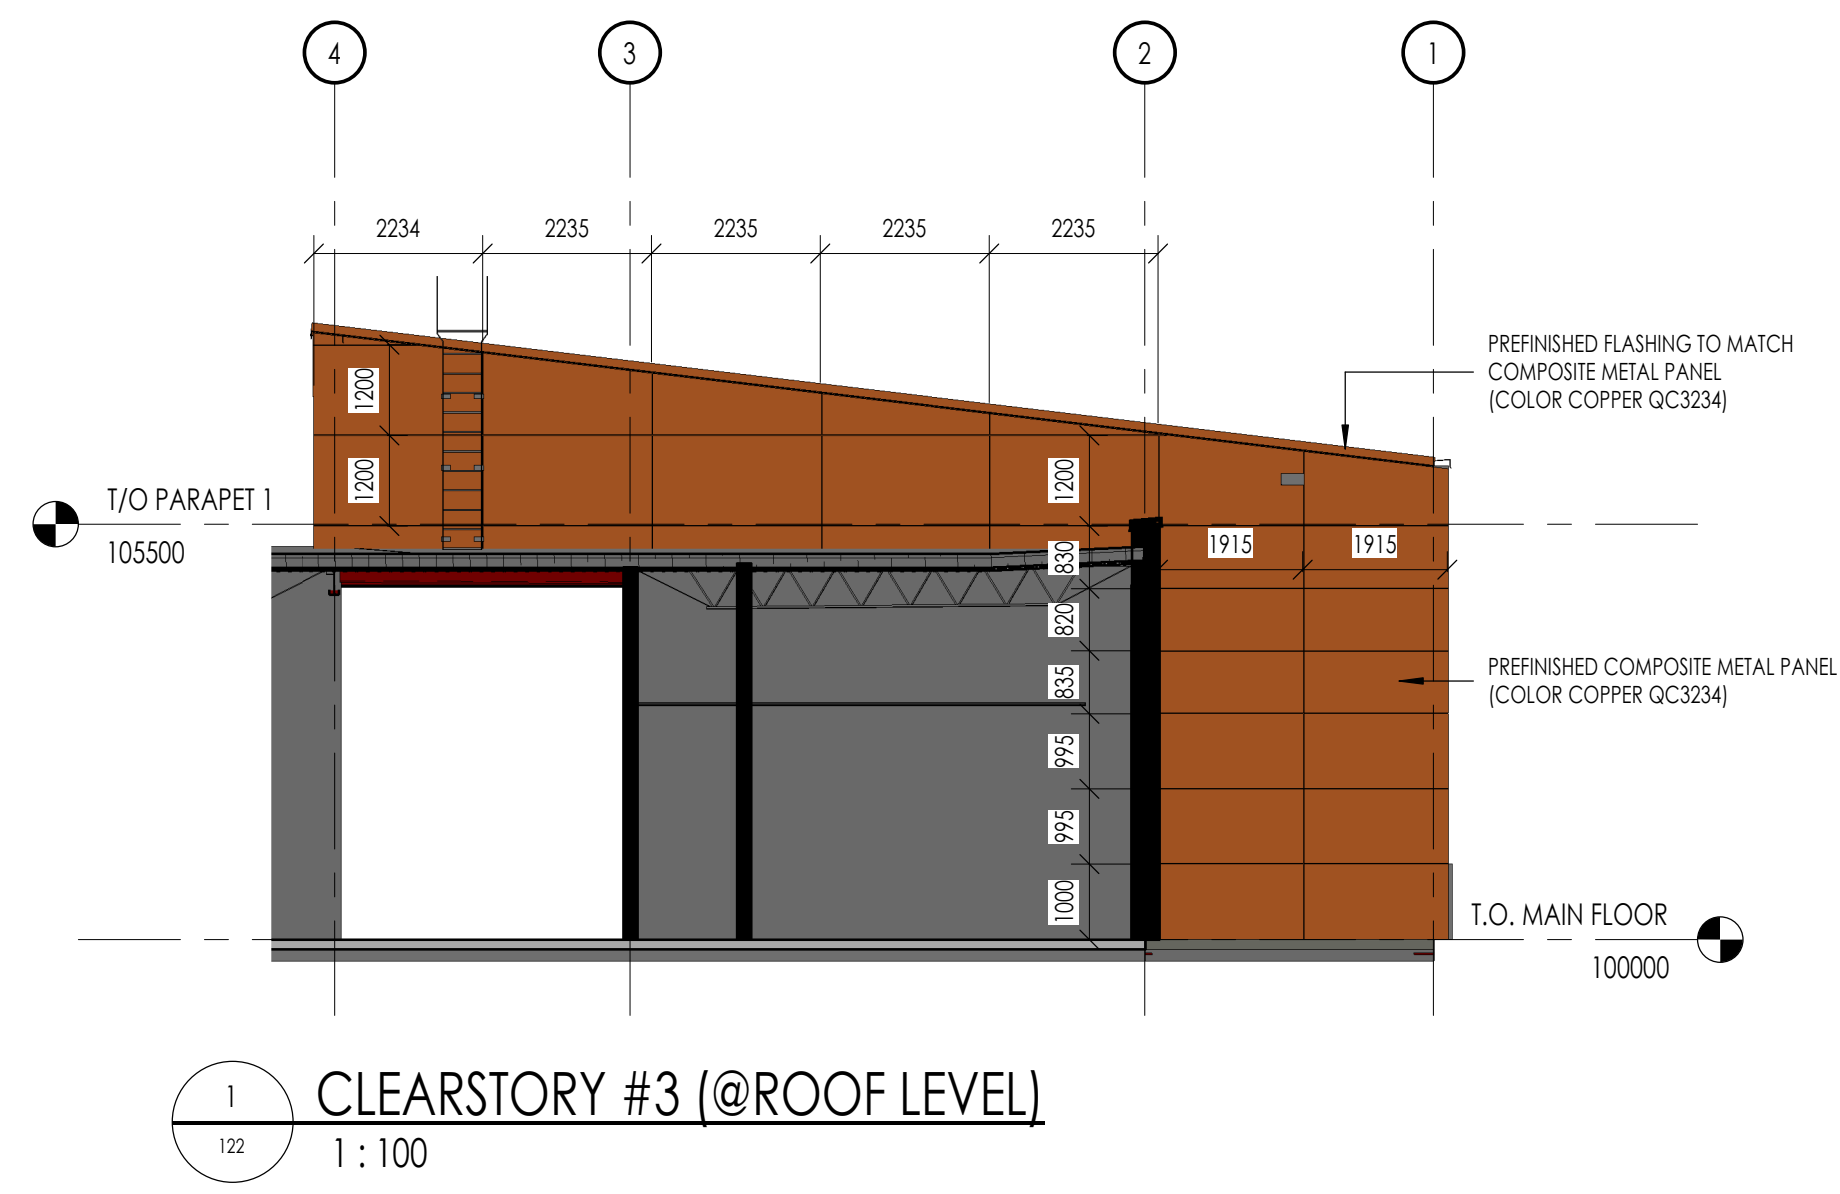 4
3
2
1
2234
2235
2235
2235
2235
PREFINISHED FLASHING TO MATCH
COMPOSITE METAL PANEL
(COLOR COPPER QC3234)
1200
1200
1200
T/O PARAPET 1
105500
830
1915
1915
820
835
PREFINISHED COMPOSITE METAL PANEL
(COLOR COPPER QC3234)
995
995
1000
T.O. MAIN FLOOR
100000
1
122
CLEARSTORY #3 (@ROOF LEVEL)
1 : 100